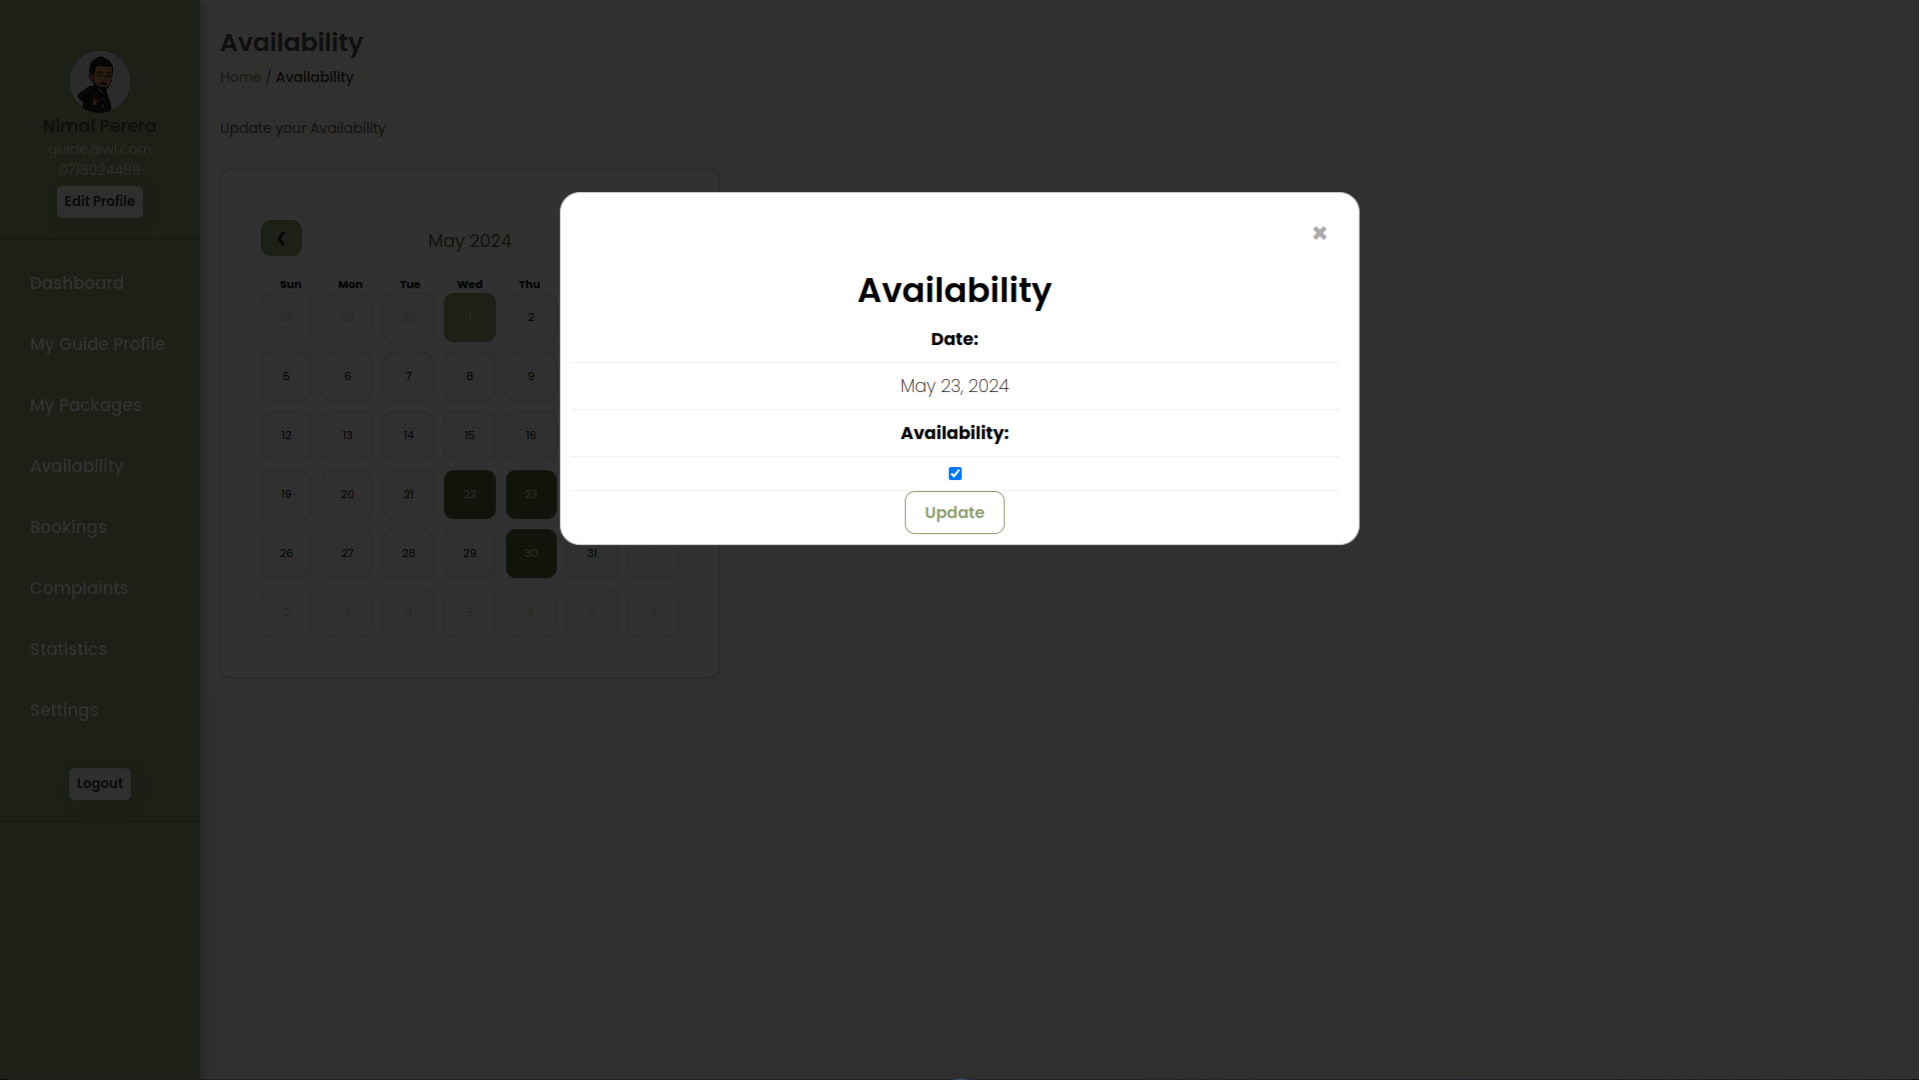 Nimal Perera
guide@wl.com
0716024489
Edit Profile
Dashboard
My Guide Profile
My Packages
Availability
Bookings
Complaints
Statistics
Settings
Logout
Availability
Home / Availability
Update your Availability
❮ May 2024
Sun Mon Tue Wed Thu
28 29 30 1 2
5 6 7 8 9
12 13 14 15 16
19 20 21 22 23
26 27 28 29 30 31 1
2 3 4 5 6 7 8
✖
Availability
Date:
May 23, 2024
Availability:
Update